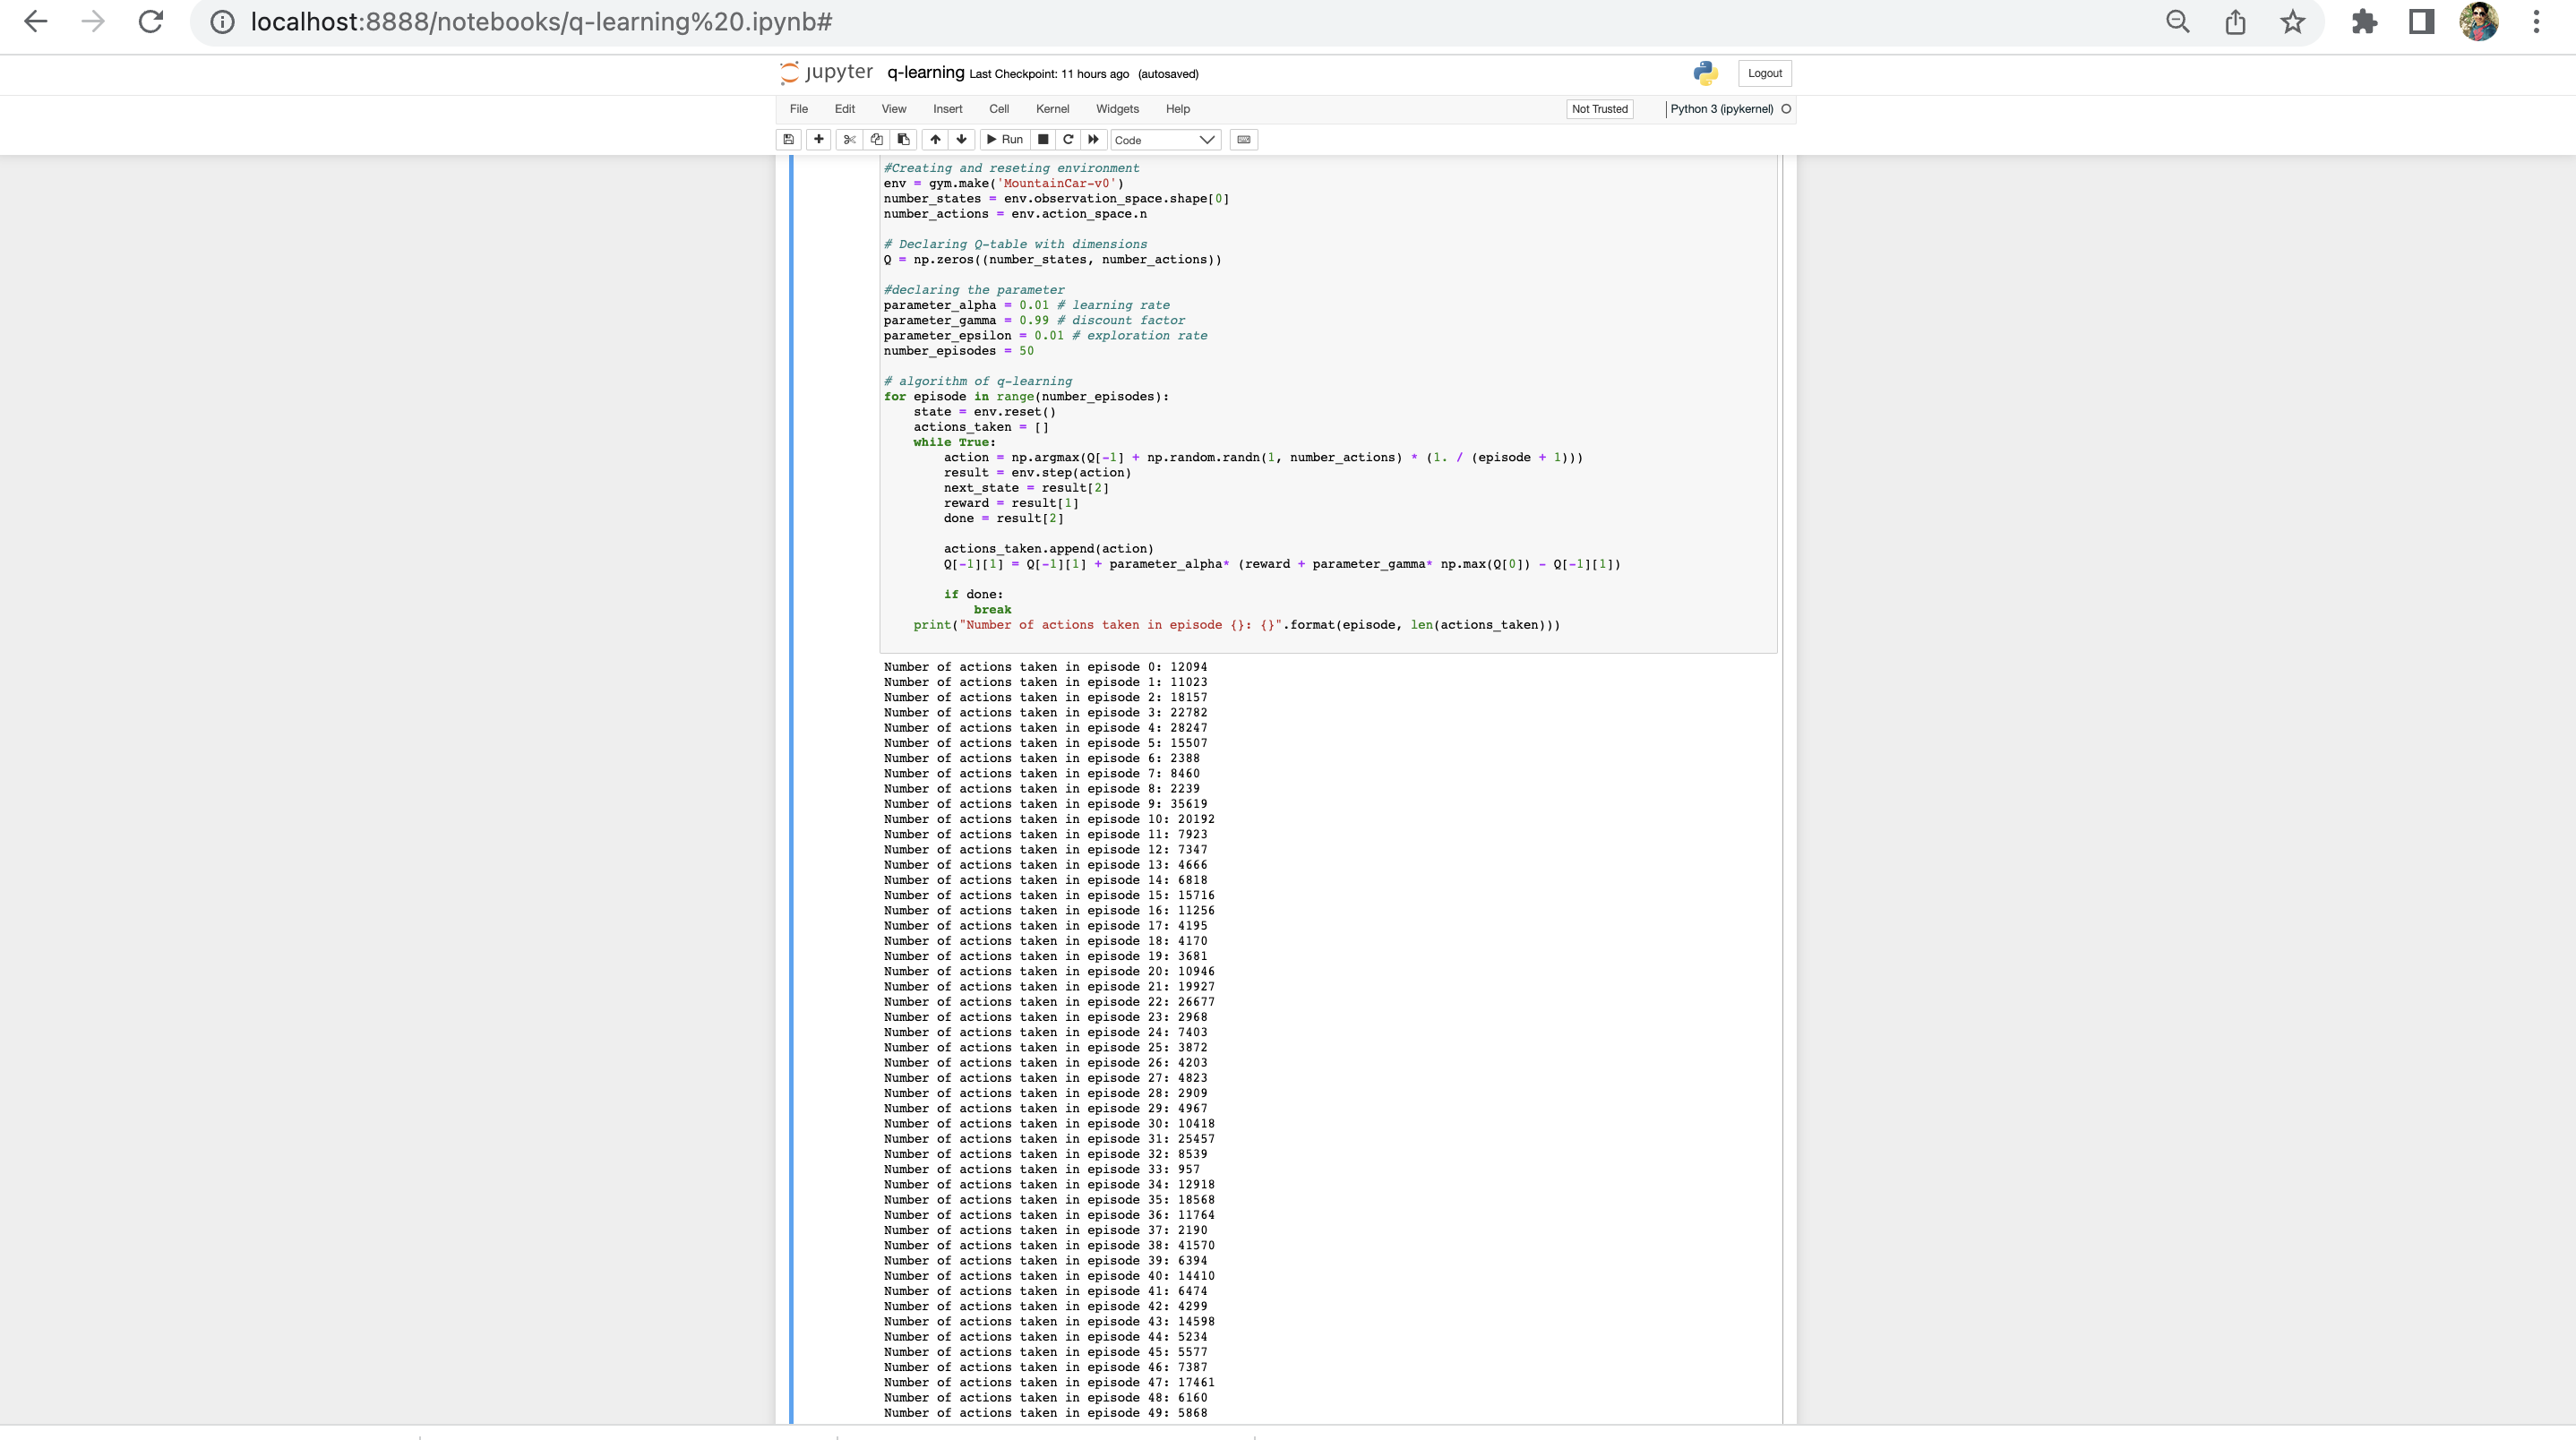 localhost:8888/notebooks/q-learning%20.ipynb#
jupyter q-learning Last Checkpoint: 11 hours ago (autosaved) Logout
File Edit View Insert Cell Kernel Widgets Help Not Trusted Python 3 (ipykernel)
Run Code
#Creating and reseting environment
env = gym.make('MountainCar-v0')
number_states = env.observation_space.shape[0]
number_actions = env.action_space.n
# Declaring Q-table with dimensions
Q = np.zeros((number_states, number_actions))
#declaring the parameter
parameter_alpha = 0.01 # learning rate
parameter_gamma = 0.99 # discount factor
parameter_epsilon = 0.01 # exploration rate
number_episodes = 50
# algorithm of q-learning
for episode in range(number_episodes):
    state = env.reset()
    actions_taken = []
    while True:
        action = np.argmax(Q[-1] + np.random.randn(1, number_actions) * (1. / (episode + 1)))
        result = env.step(action)
        next_state = result[2]
        reward = result[1]
        done = result[2]
        actions_taken.append(action)
        Q[-1][1] = Q[-1][1] + parameter_alpha* (reward + parameter_gamma* np.max(Q[0]) - Q[-1][1])
        if done:
            break
    print("Number of actions taken in episode {}: {}".format(episode, len(actions_taken)))
Number of actions taken in episode 0: 12094
Number of actions taken in episode 1: 11023
Number of actions taken in episode 2: 18157
Number of actions taken in episode 3: 22782
Number of actions taken in episode 4: 28247
Number of actions taken in episode 5: 15507
Number of actions taken in episode 6: 2388
Number of actions taken in episode 7: 8460
Number of actions taken in episode 8: 2239
Number of actions taken in episode 9: 35619
Number of actions taken in episode 10: 20192
Number of actions taken in episode 11: 7923
Number of actions taken in episode 12: 7347
Number of actions taken in episode 13: 4666
Number of actions taken in episode 14: 6818
Number of actions taken in episode 15: 15716
Number of actions taken in episode 16: 11256
Number of actions taken in episode 17: 4195
Number of actions taken in episode 18: 4170
Number of actions taken in episode 19: 3681
Number of actions taken in episode 20: 10946
Number of actions taken in episode 21: 19927
Number of actions taken in episode 22: 26677
Number of actions taken in episode 23: 2968
Number of actions taken in episode 24: 7403
Number of actions taken in episode 25: 3872
Number of actions taken in episode 26: 4203
Number of actions taken in episode 27: 4823
Number of actions taken in episode 28: 2909
Number of actions taken in episode 29: 4967
Number of actions taken in episode 30: 10418
Number of actions taken in episode 31: 25457
Number of actions taken in episode 32: 8539
Number of actions taken in episode 33: 957
Number of actions taken in episode 34: 12918
Number of actions taken in episode 35: 18568
Number of actions taken in episode 36: 11764
Number of actions taken in episode 37: 2190
Number of actions taken in episode 38: 41570
Number of actions taken in episode 39: 6394
Number of actions taken in episode 40: 14410
Number of actions taken in episode 41: 6474
Number of actions taken in episode 42: 4299
Number of actions taken in episode 43: 14598
Number of actions taken in episode 44: 5234
Number of actions taken in episode 45: 5577
Number of actions taken in episode 46: 7387
Number of actions taken in episode 47: 17461
Number of actions taken in episode 48: 6160
Number of actions taken in episode 49: 5868